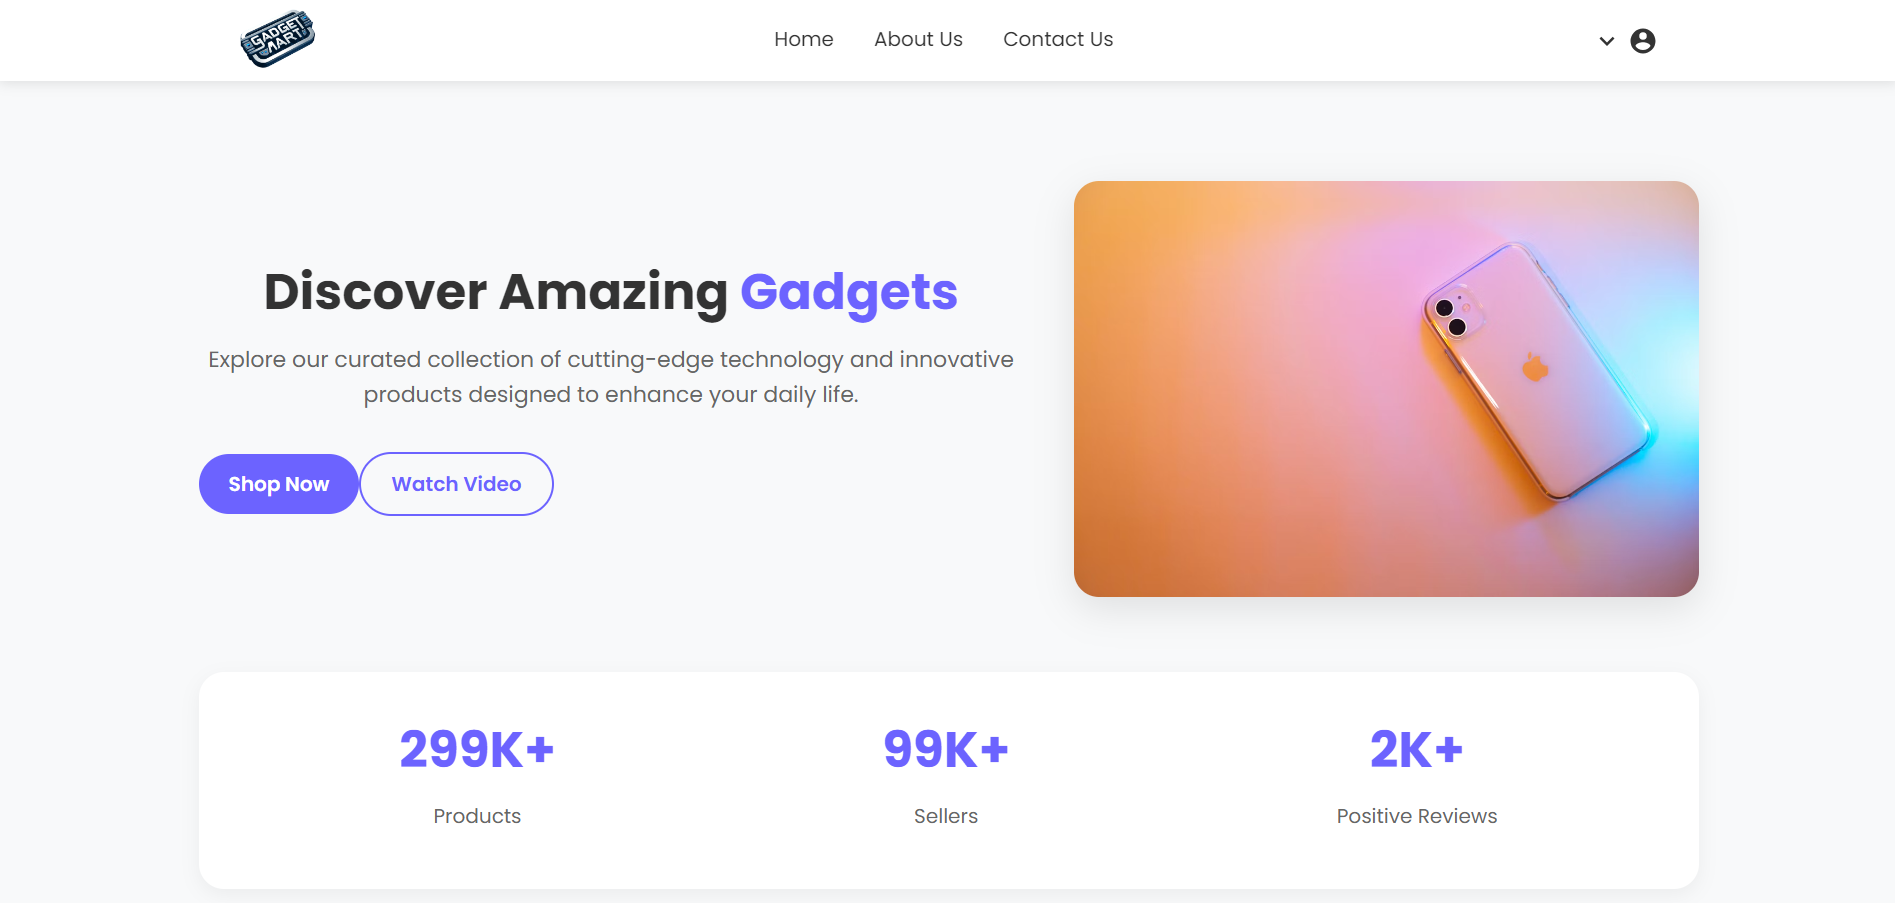 GADGET
MART
Home About Us Contact Us
Discover Amazing Gadgets
Explore our curated collection of cutting-edge technology and innovative
products designed to enhance your daily life.
Shop Now Watch Video
299K+ 99K+ 2K+
Products Sellers Positive Reviews